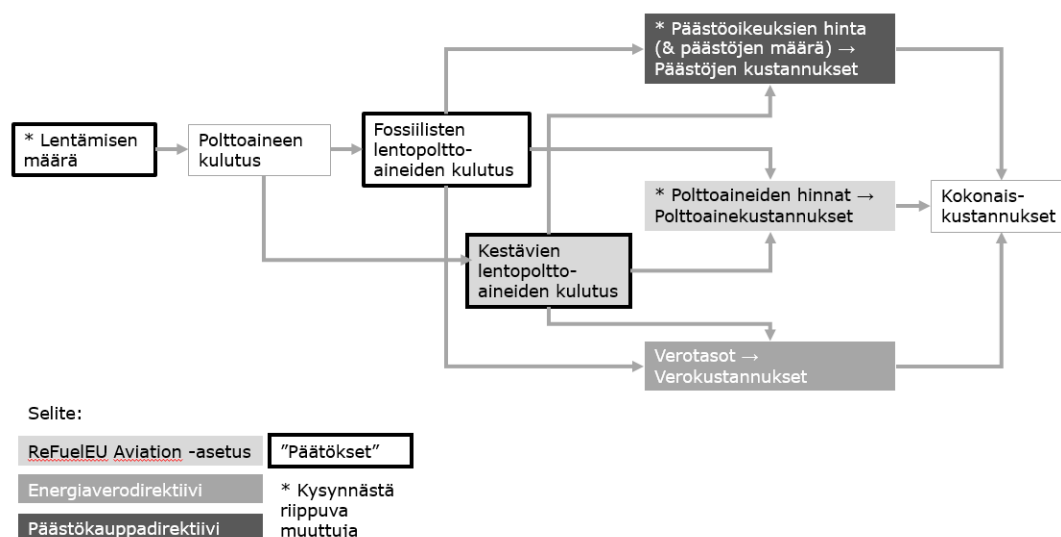 * Lentämisen
määrä
Polttoaineen
kulutus
Fossiilisten
lentopoltto-
aineiden kulutus
Kestävien
lentopoltto-
aineiden kulutus
* Päästöoikeuksien hinta
(& päästöjen määrä) →
Päästöjen kustannukset
* Polttoaineiden hinnat →
Polttoainekustannukset
Verotasot →
Verokustannukset
Kokonais-
kustannukset
Selite:
ReFuelEU Aviation -asetus
Energiaverodirektiivi
Päästökauppadirektiivi
"Päätökset"
* Kysynnästä
riippuva
muuttuja